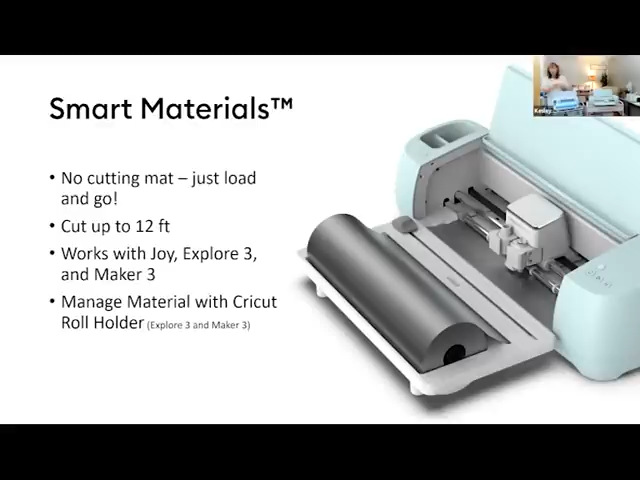 Smart Materials™
• No cutting mat – just load
and go!
• Cut up to 12 ft
• Works with Joy, Explore 3,
and Maker 3
• Manage Material with Cricut
Roll Holder (Explore 3 and Maker 3)